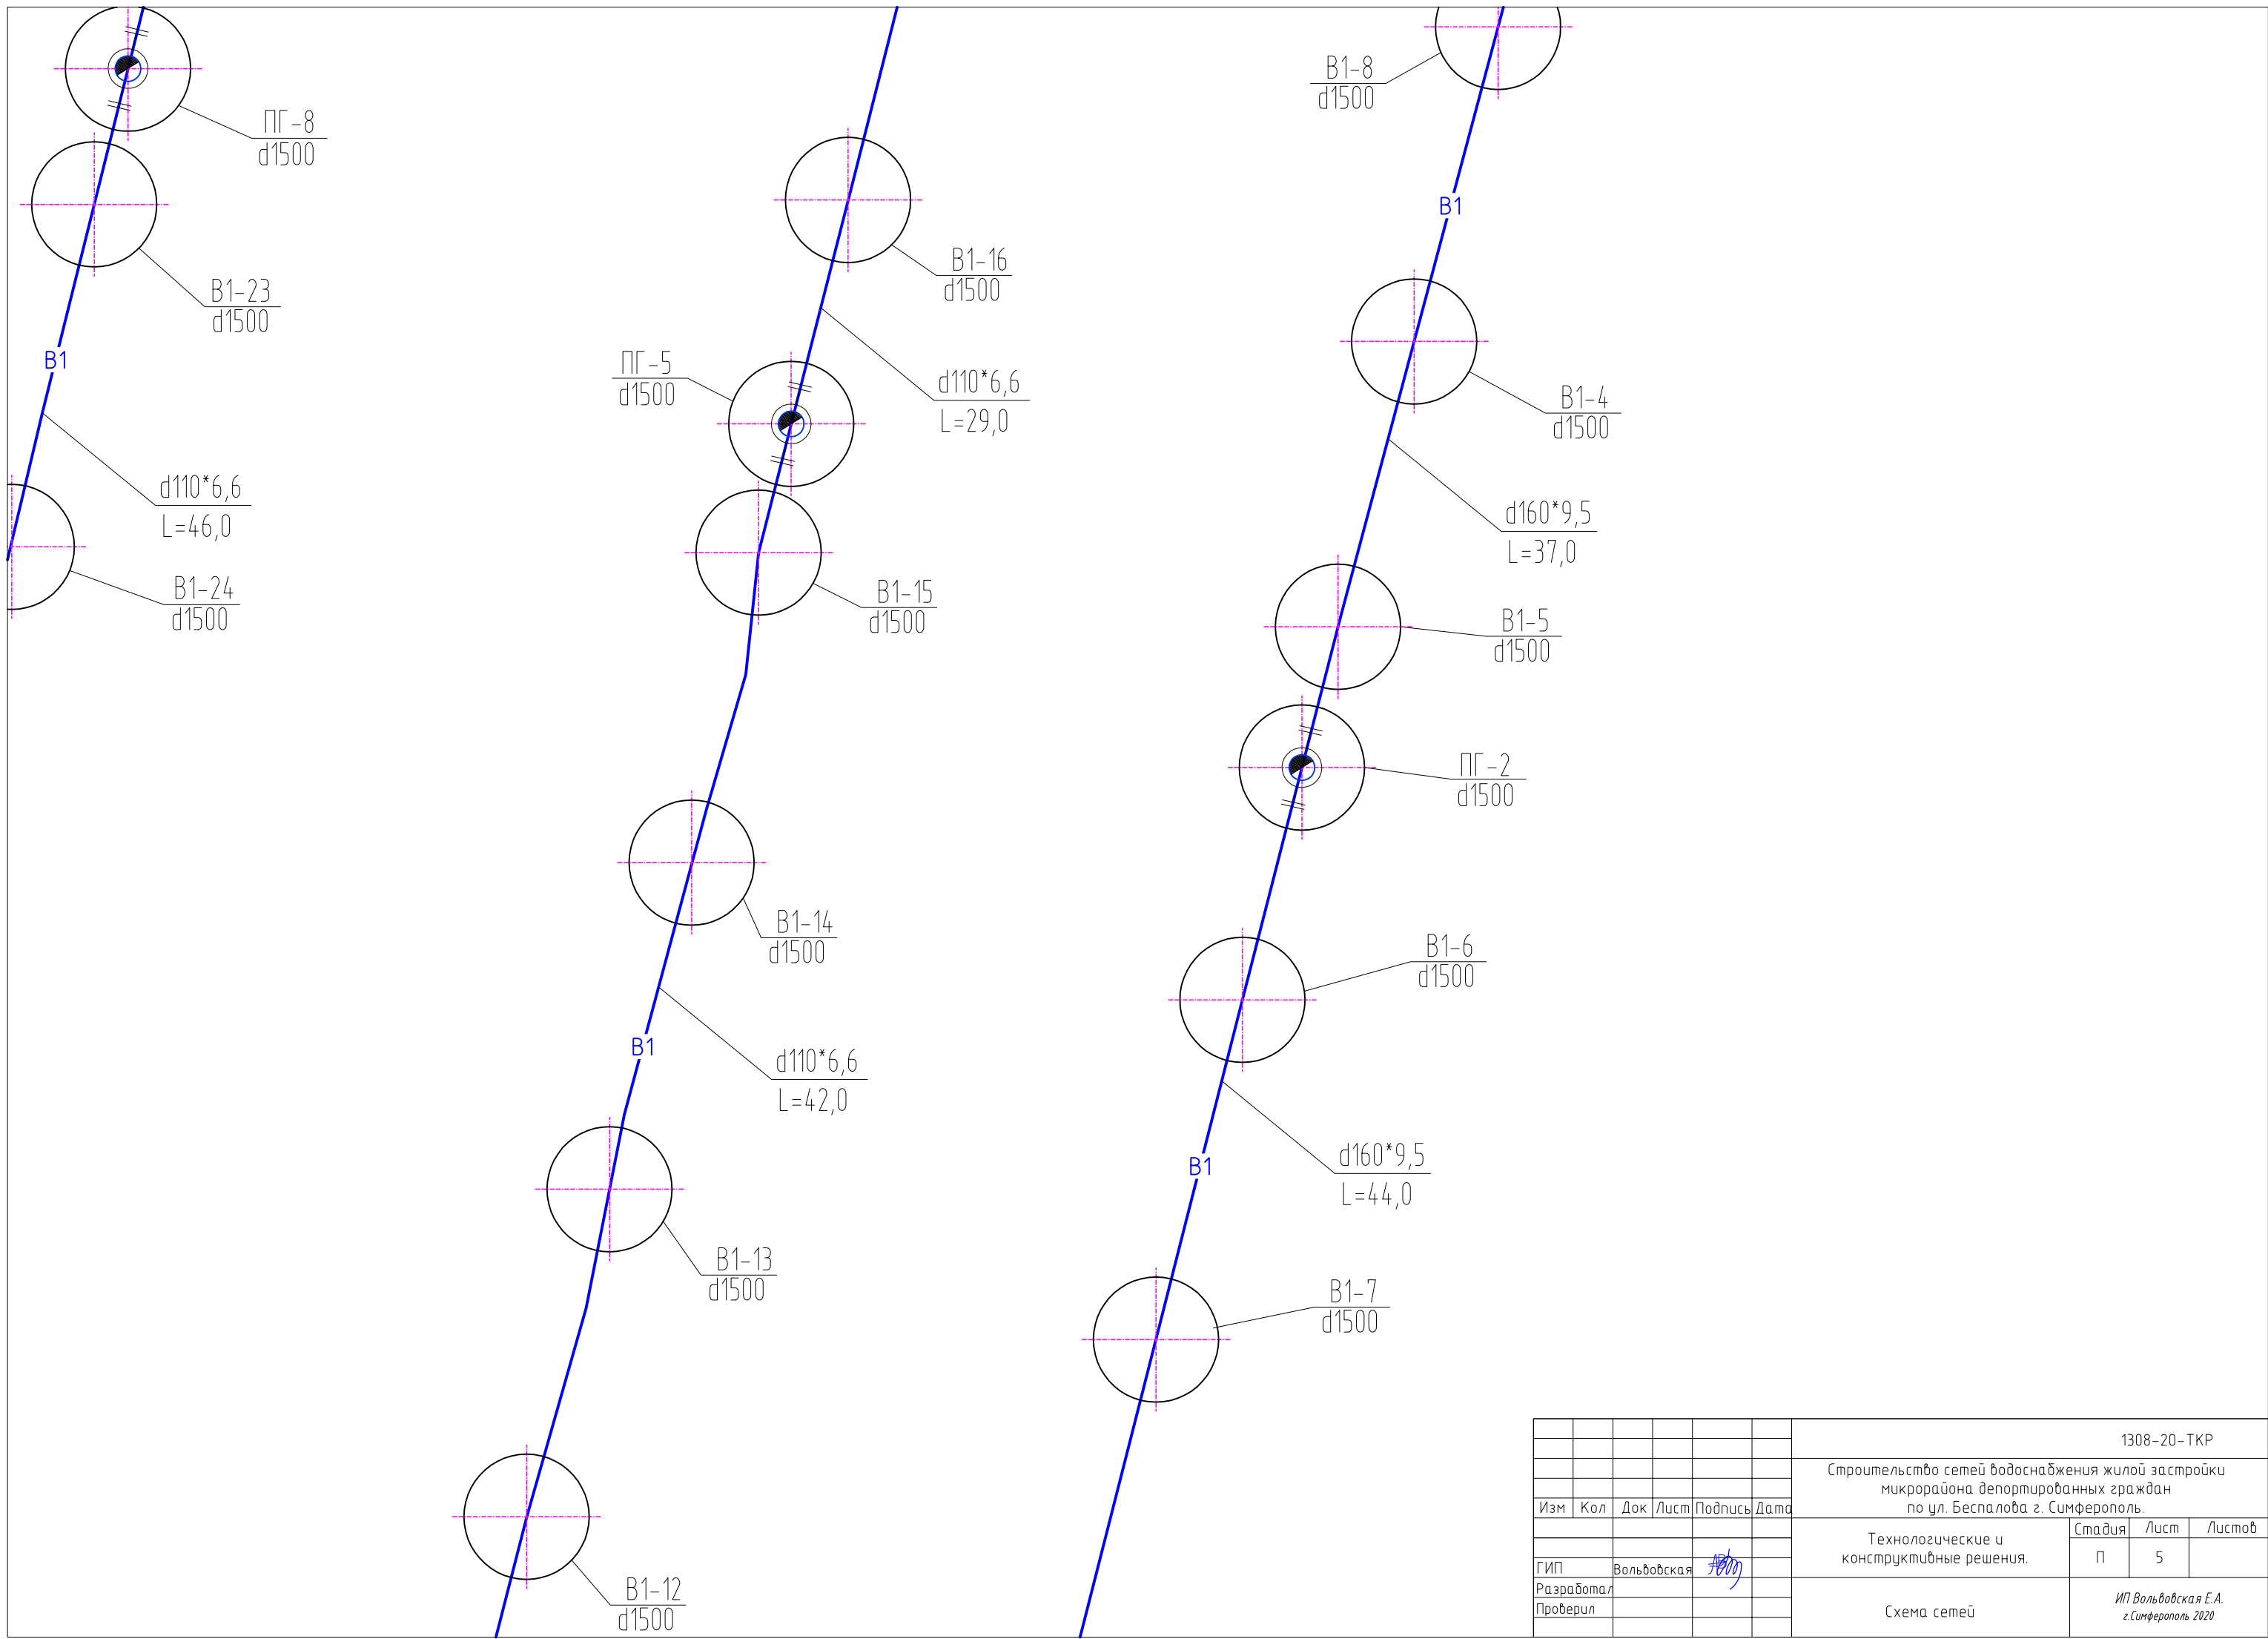 ПГ-8
d1500
В1-23
d1500
В1
d110*6,6
L=46,0
В1-24
d1500
В1-16
d1500
ПГ-5
d1500
d110*6,6
L=29,0
В1-15
d1500
В1-14
d1500
В1
d110*6,6
L=42,0
В1-13
d1500
В1-12
d1500
В1-8
d1500
В1
В1-4
d1500
d160*9,5
L=37,0
В1-5
d1500
ПГ-2
d1500
В1-6
d1500
В1
d160*9,5
L=44,0
В1-7
d1500
1308-20-ТКР
Строительство сетей водоснабжения жилой застройки
микрорайона депортированных граждан
по ул. Беспалова г. Симферополь.
Изм Кол Док Лист Подпись Дата
Технологические и
конструктивные решения.
Стадия Лист Листов
П 5
ГИП Вольвовская
Разработал
Проверил
Схема сетей
ИП Вольвовская Е.А.
г.Симферополь 2020